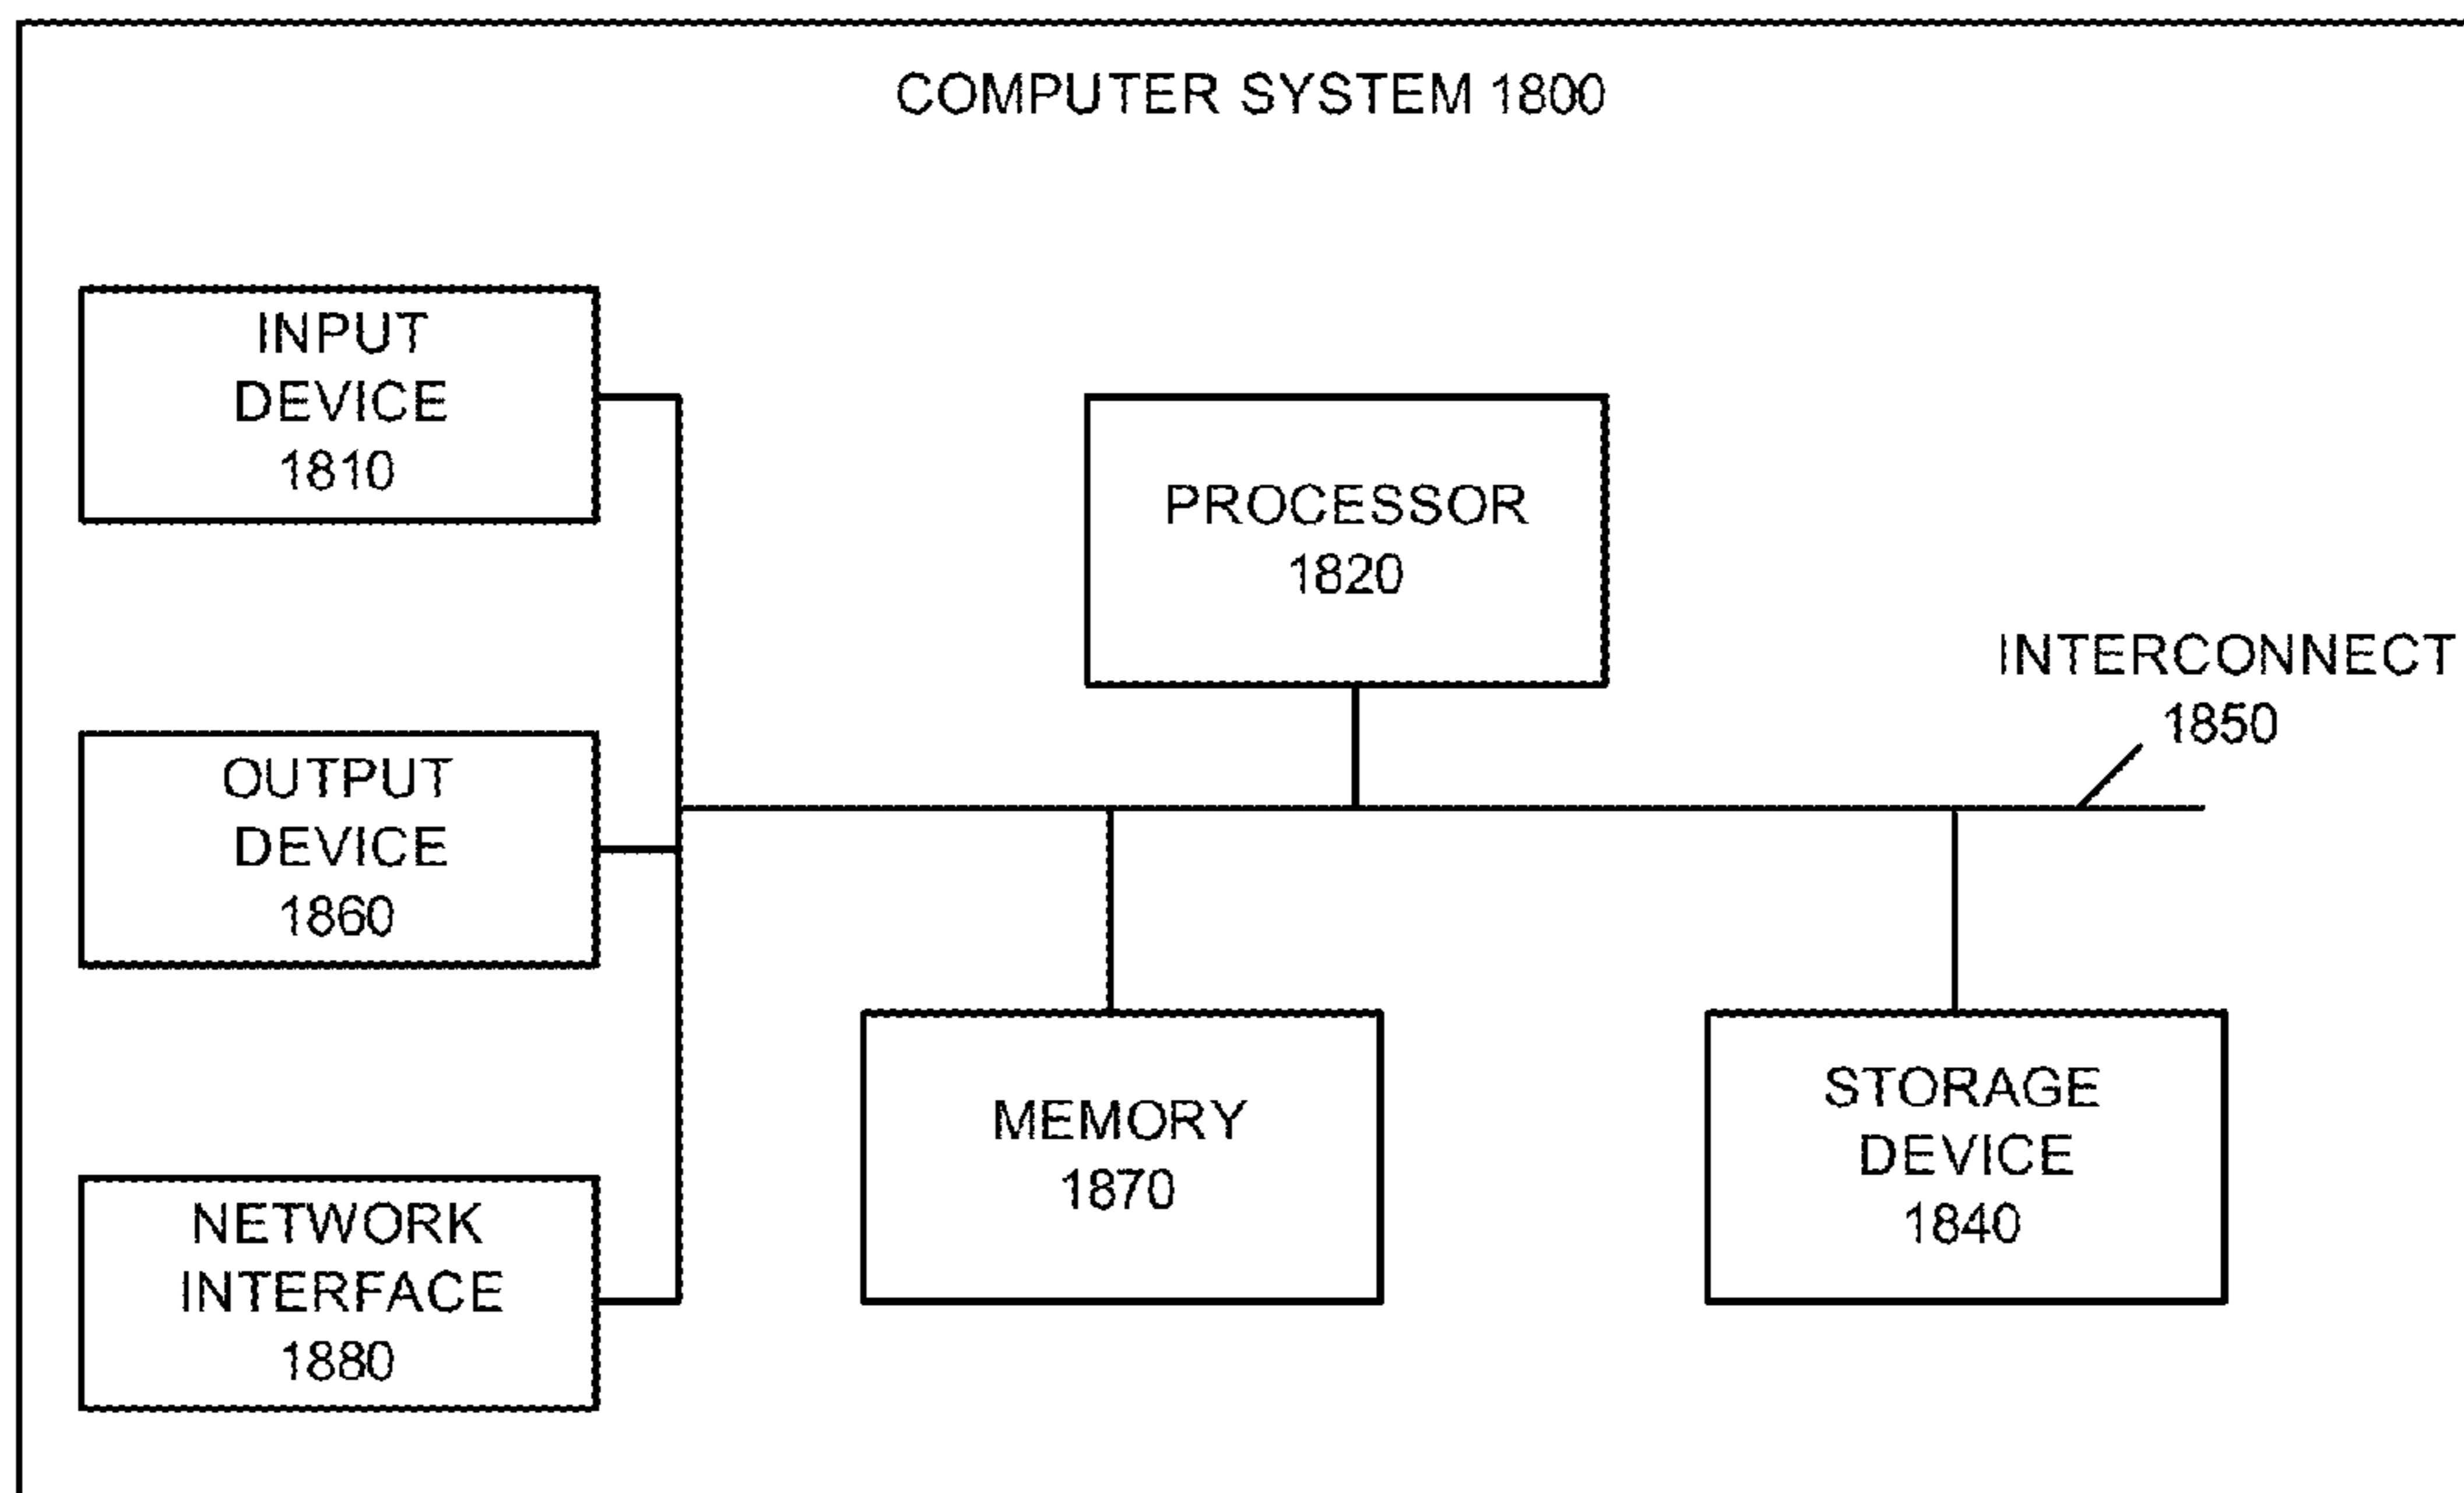 COMPUTER SYSTEM 1800
INPUT
DEVICE
1810
PROCESSOR
1820
INTERCONNECT
1850
OUTPUT
DEVICE
1860
MEMORY
1870
STORAGE
DEVICE
1840
NETWORK
INTERFACE
1880